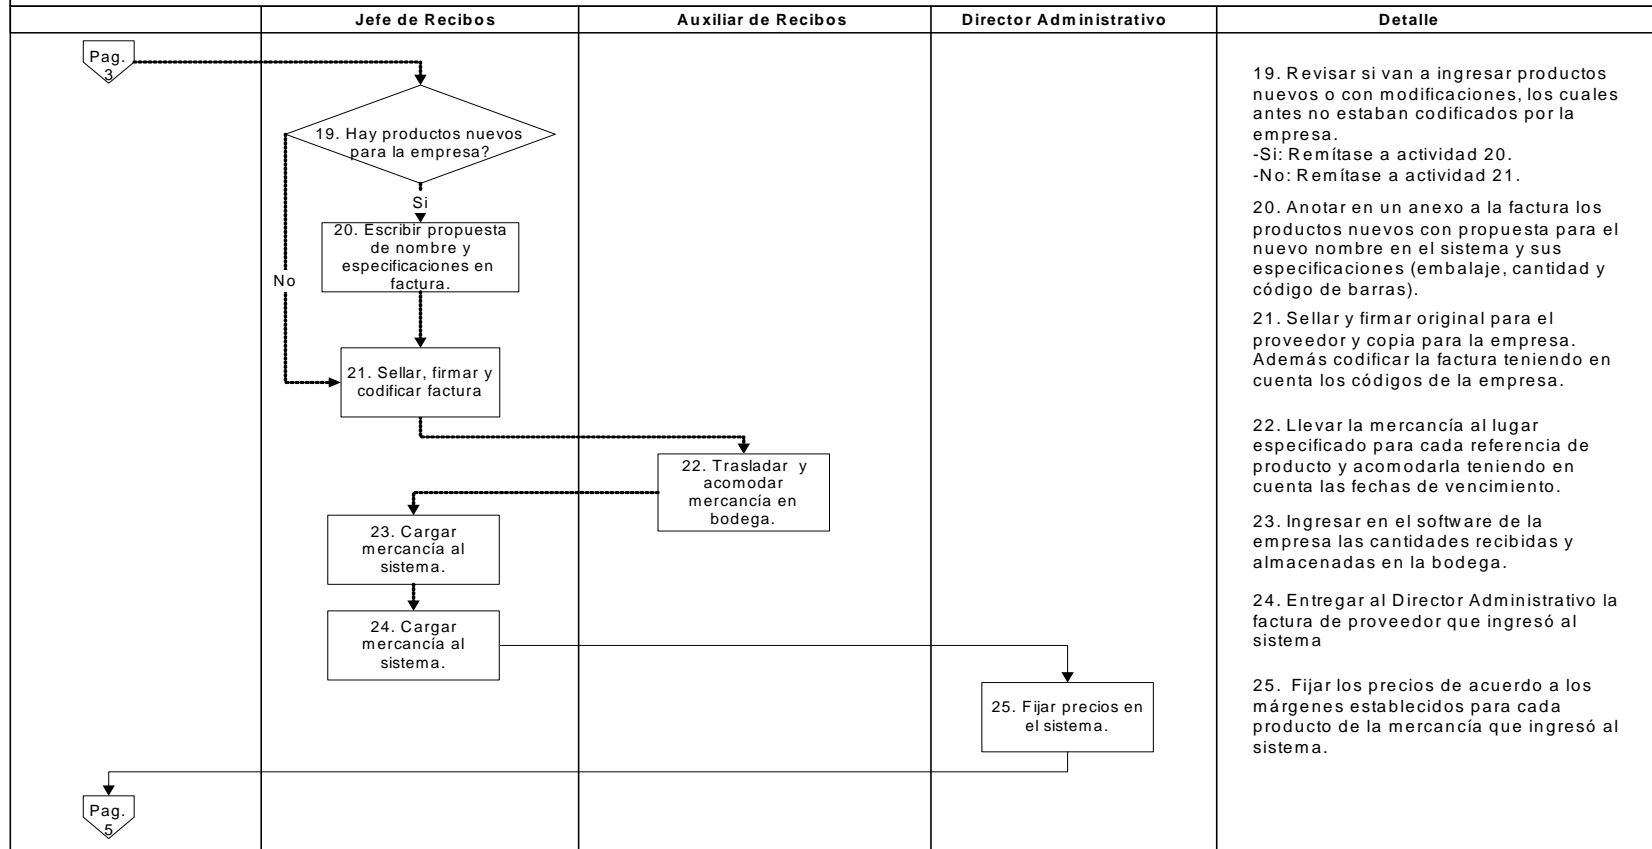 Jefe de Recibos
Auxiliar de Recibos
Director Administrativo
Detalle
Pag.
3
19. Hay productos nuevos
para la empresa?
Si
No
20. Escribir propuesta
de nombre y
especificaciones en
factura.
21. Sellar, firmar y
codificar factura
22. Trasladar y
acomodar
mercancía en
bodega.
23. Cargar
mercancía al
sistema.
24. Cargar
mercancía al
sistema.
25. Fijar precios en
el sistema.
Pag.
5
19. Revisar si van a ingresar productos
nuevos o con modificaciones, los cuales
antes no estaban codificados por la
empresa.
-Si: Remítase a actividad 20.
-No: Remítase a actividad 21.
20. Anotar en un anexo a la factura los
productos nuevos con propuesta para el
nuevo nombre en el sistema y sus
especificaciones (embalaje, cantidad y
código de barras).
21. Sellar y firmar original para el
proveedor y copia para la empresa.
Además codificar la factura teniendo en
cuenta los códigos de la empresa.
22. Llevar la mercancía al lugar
especificado para cada referencia de
producto y acomodarla teniendo en
cuenta las fechas de vencimiento.
23. Ingresar en el software de la
empresa las cantidades recibidas y
almacenadas en la bodega.
24. Entregar al Director Administrativo la
factura de proveedor que ingresó al
sistema
25. Fijar los precios de acuerdo a los
márgenes establecidos para cada
producto de la mercancía que ingresó al
sistema.